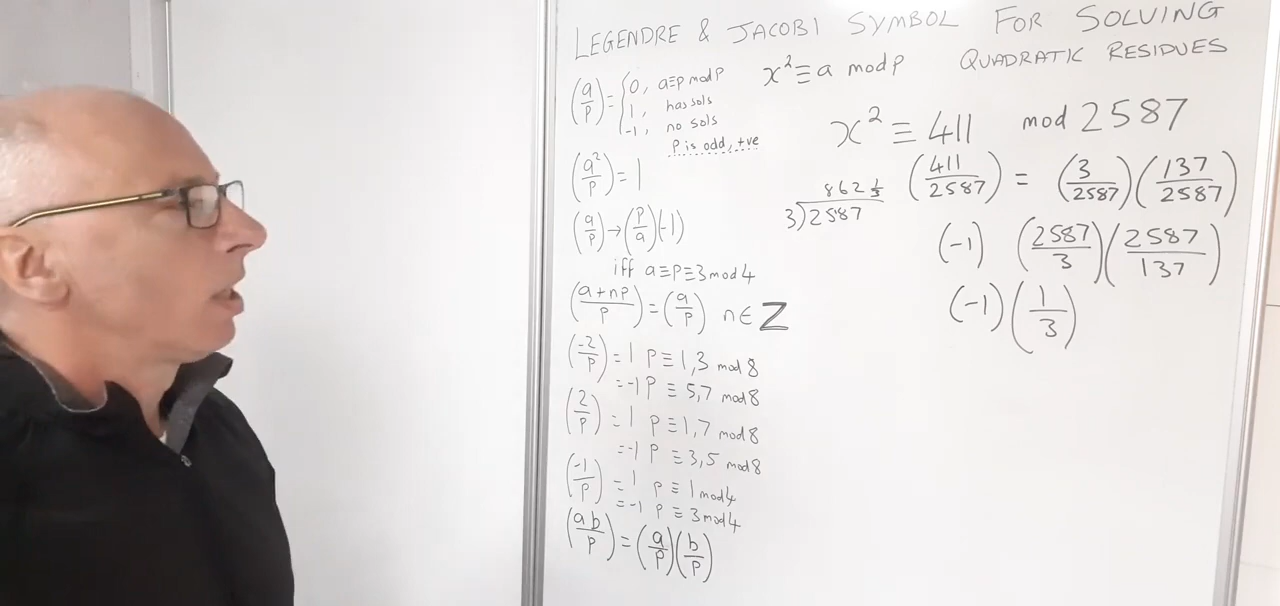 LEGENDRE & JACOBI SYMBOL FOR SOLVING
QUADRATIC RESIDUES
x² ≡ a mod p
(a/p) = { 0, a≡p mod p
1, has sols
-1, no sols
P is odd, +ve
(a²/p) = 1
(a/p) → (p/a)(-1)
iff a≡p≡3 mod 4
(a+np/p) = (a/p) n∈Z
(-2/p) = 1 p≡1,3 mod 8
= -1 p≡5,7 mod 8
(2/p) = 1 p≡1,7 mod 8
= -1 p≡3,5 mod 8
(-1/p) = 1 p≡1 mod 4
= -1 p≡3 mod 4
(ab/p) = (a/p)(b/p)
x² ≡ 411 mod 2587
(411/2587) = (3/2587)(137/2587)
862 1/3
3)2587
(-1) (2587/3)(2587/137)
(-1)(1/3)